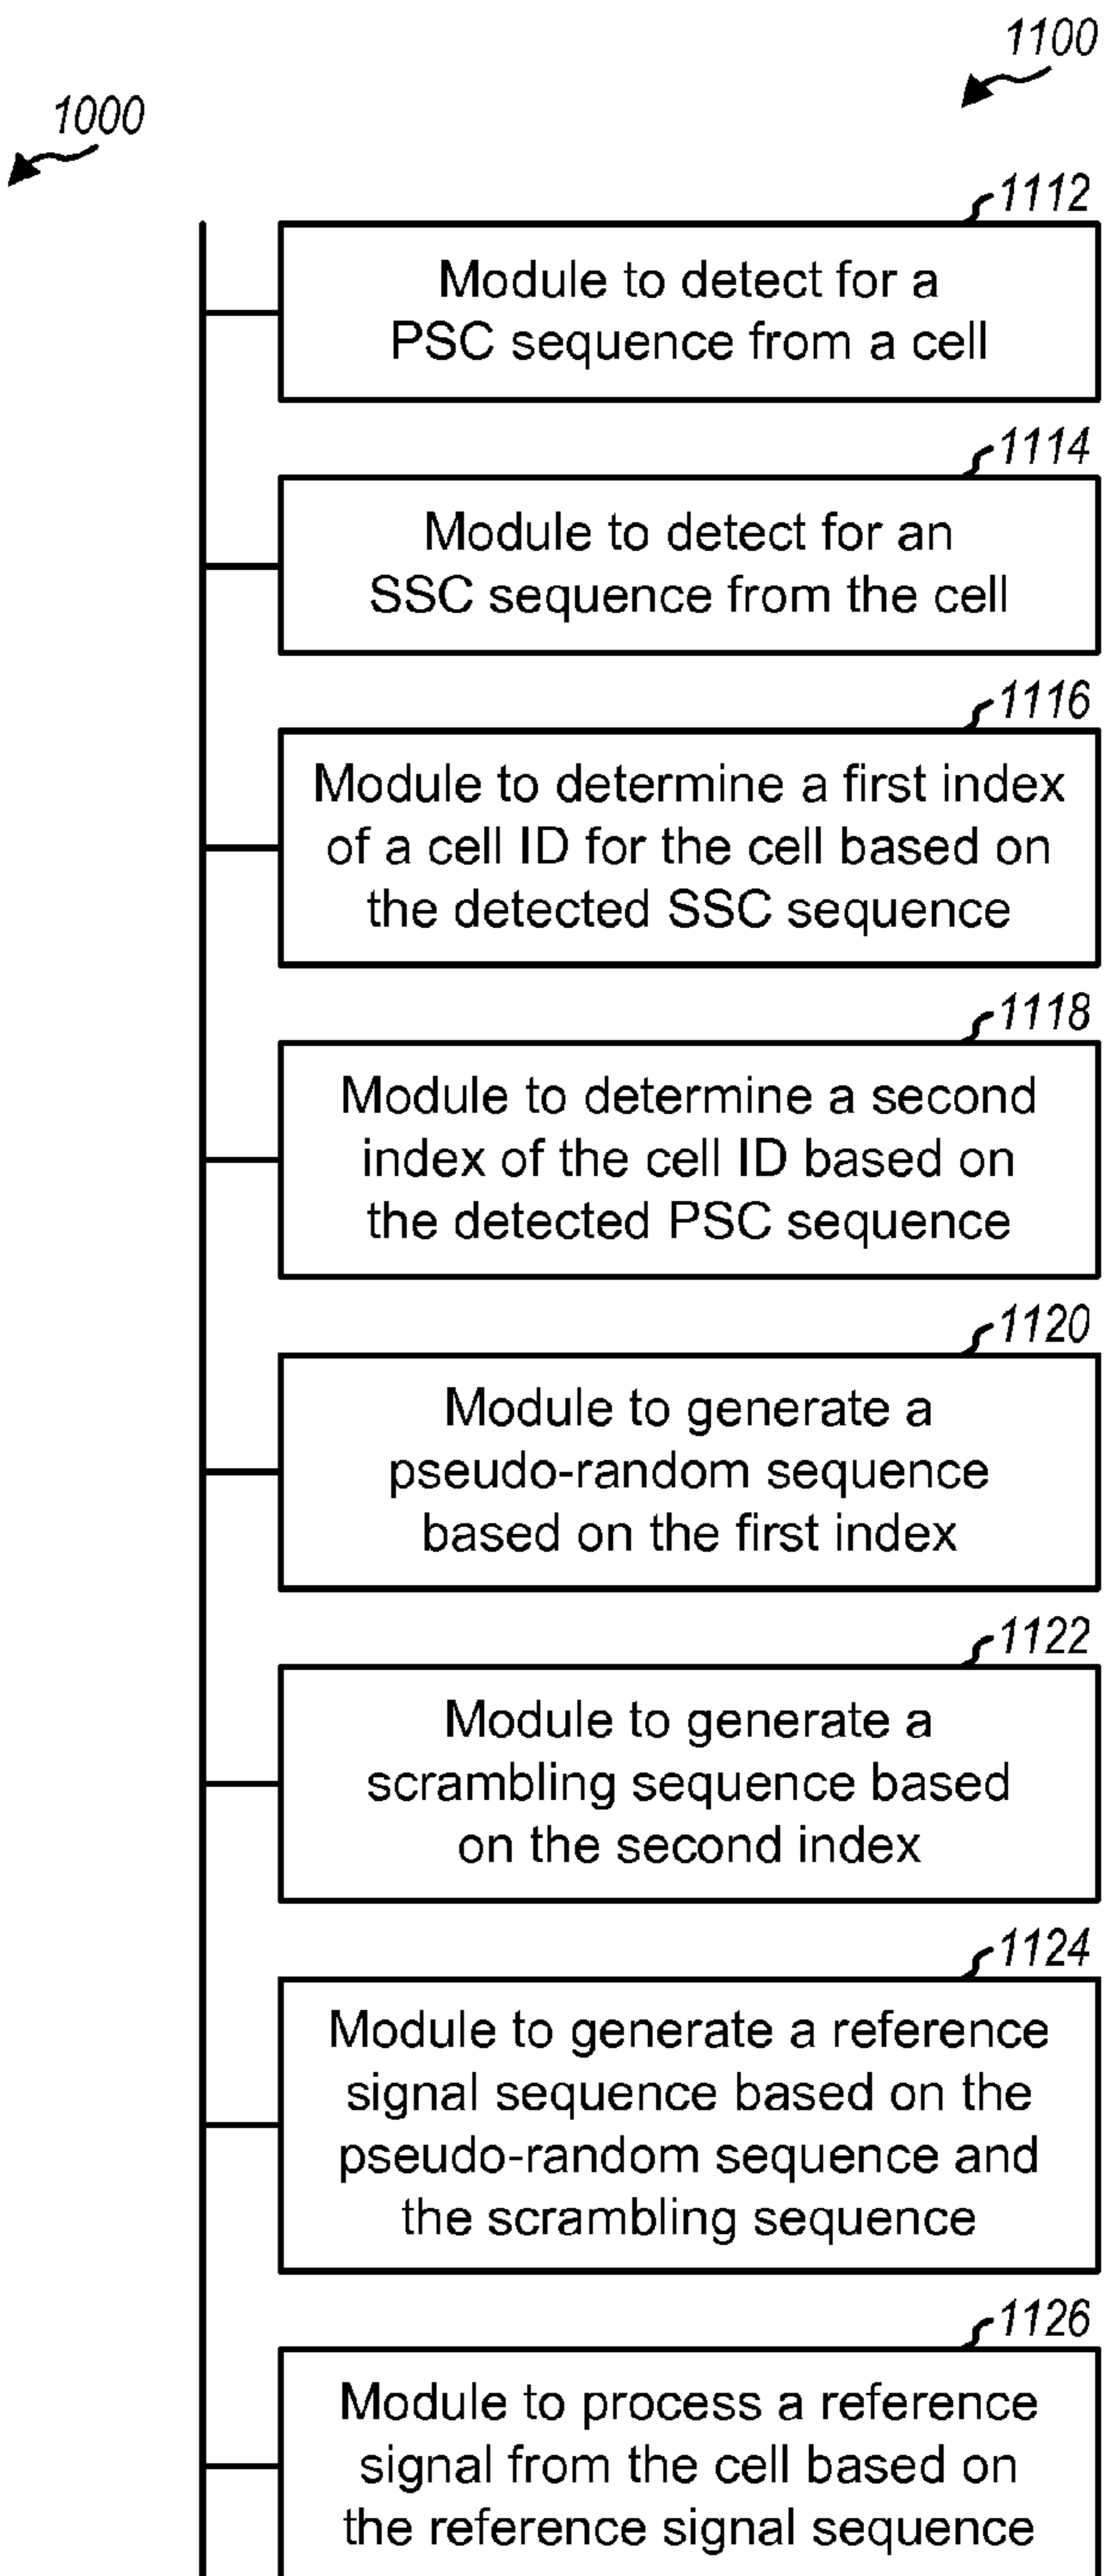 1100
1000
1112
Module to detect for a
PSC sequence from a cell
1114
Module to detect for an
SSC sequence from the cell
1116
Module to determine a first index
of a cell ID for the cell based on
the detected SSC sequence
1118
Module to determine a second
index of the cell ID based on
the detected PSC sequence
1120
Module to generate a
pseudo-random sequence
based on the first index
1122
Module to generate a
scrambling sequence based
on the second index
1124
Module to generate a reference
signal sequence based on the
pseudo-random sequence and
the scrambling sequence
1126
Module to process a reference
signal from the cell based on
the reference signal sequence